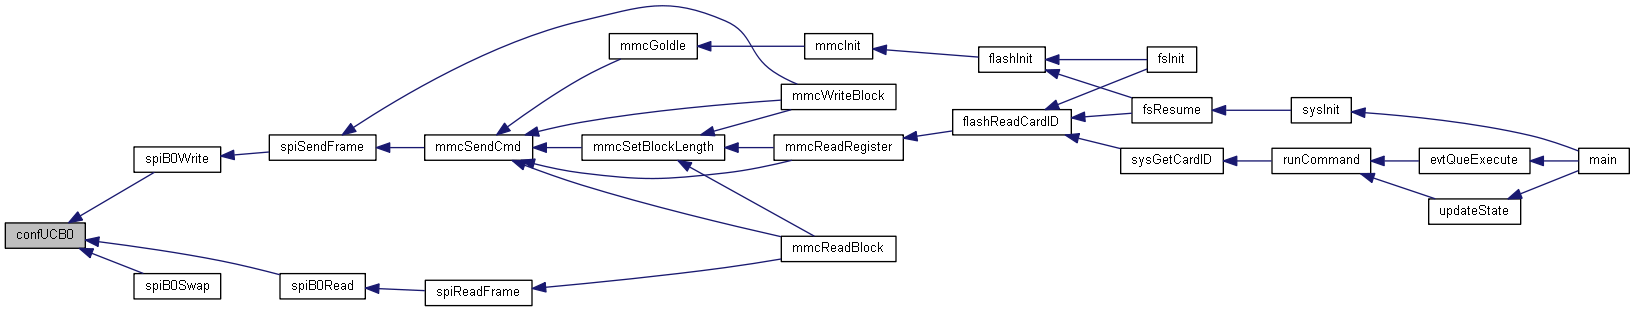 confUCB0
spiB0Write
spiB0Swap
spiSendFrame
spiB0Read
mmcSendCmd
spiReadFrame
mmcGoIdle
mmcSetBlockLength
mmcInit
mmcWriteBlock
mmcReadRegister
mmcReadBlock
flashInit
flashReadCardID
fsInit
fsResume
sysGetCardID
sysInit
runCommand
evtQueExecute
updateState
main